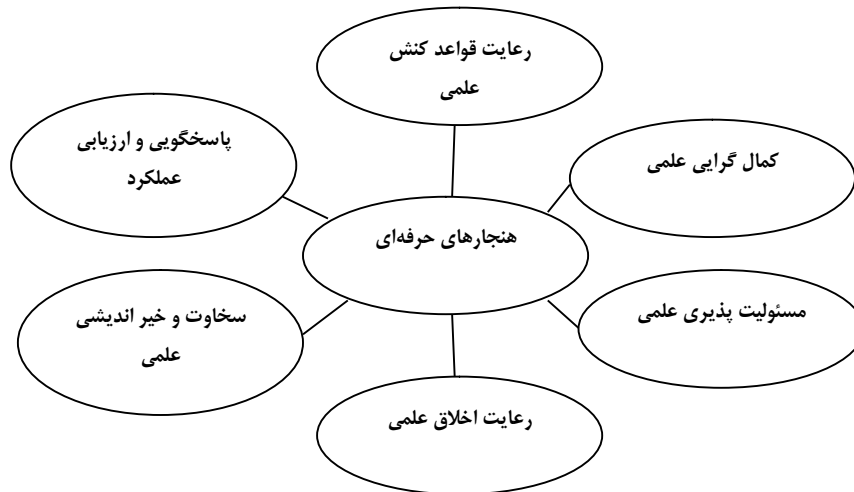 رعایت قواعد کنش
علمی
پاسخگویی و ارزیابی
عملکرد
کمال گرایی علمی
هنجارهای حرفه‌ای
سخاوت و خیر اندیشی
علمی
مسئولیت پذیری علمی
رعایت اخلاق علمی